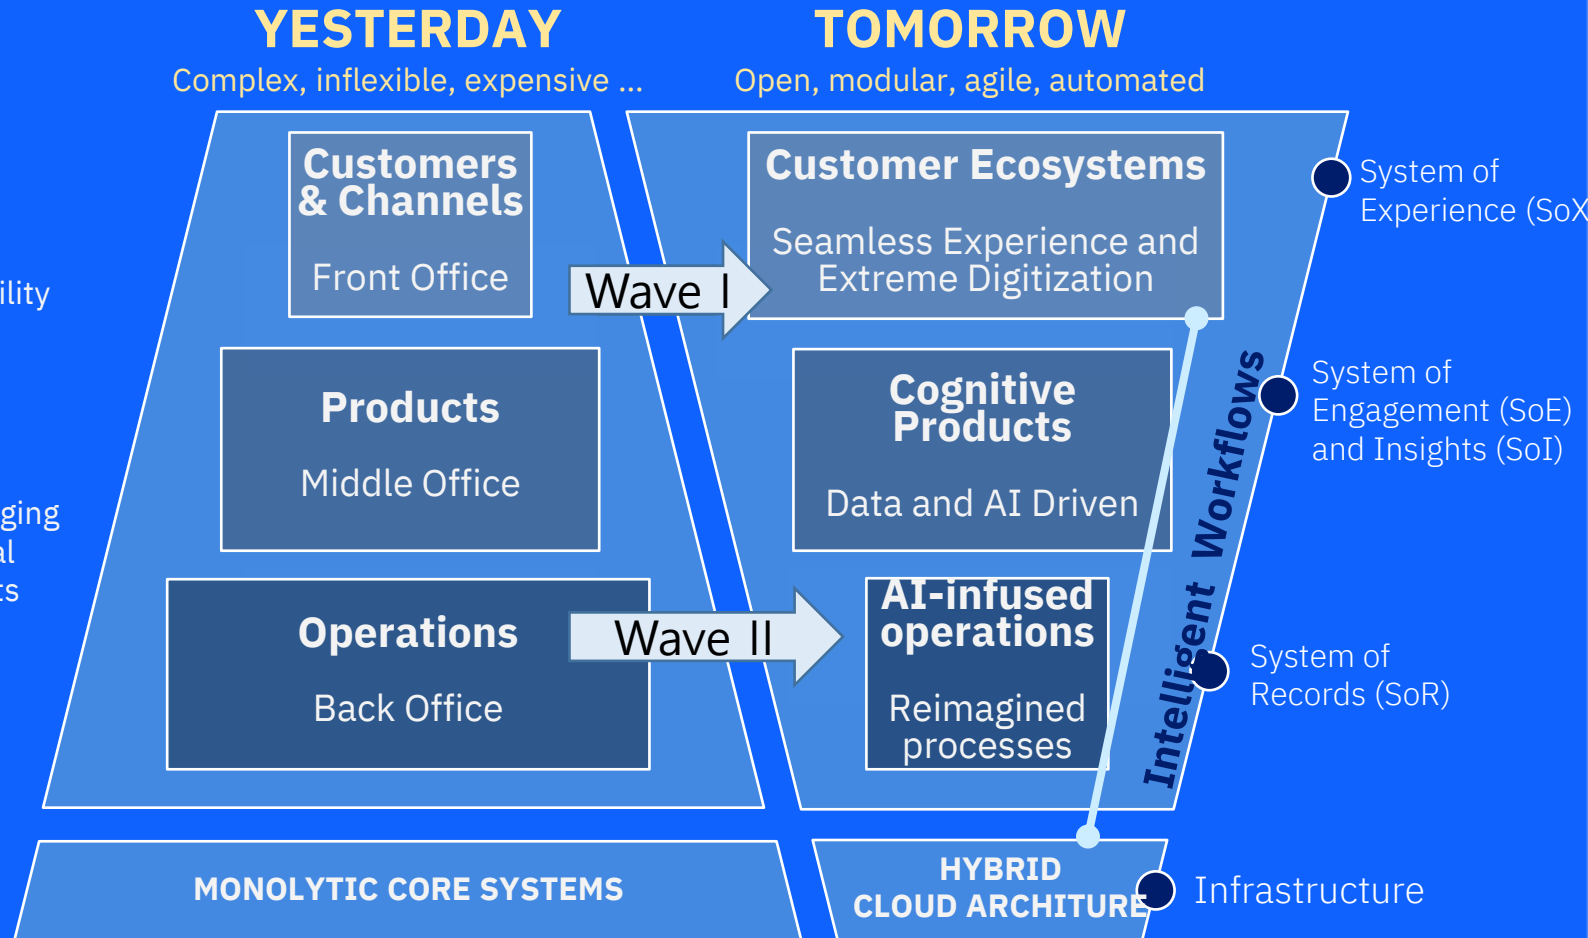 YESTERDAY
Complex, inflexible, expensive ...
Customers
& Channels
Front Office
Products
Middle Office
Operations
Back Office
MONOLYTIC CORE SYSTEMS
Wave I
Wave II
TOMORROW
Open, modular, agile, automated
Customer Ecosystems
Seamless Experience and
Extreme Digitization
Cognitive
Products
Data and AI Driven
AI-infused
operations
Reimagined
processes
HYBRID
CLOUD ARCHITURE
Intelligent Workflows
System of
Experience (SoX
System of
Engagement (SoE)
and Insights (SoI)
System of
Records (SoR)
Infrastructure
ility
ging
al
ts